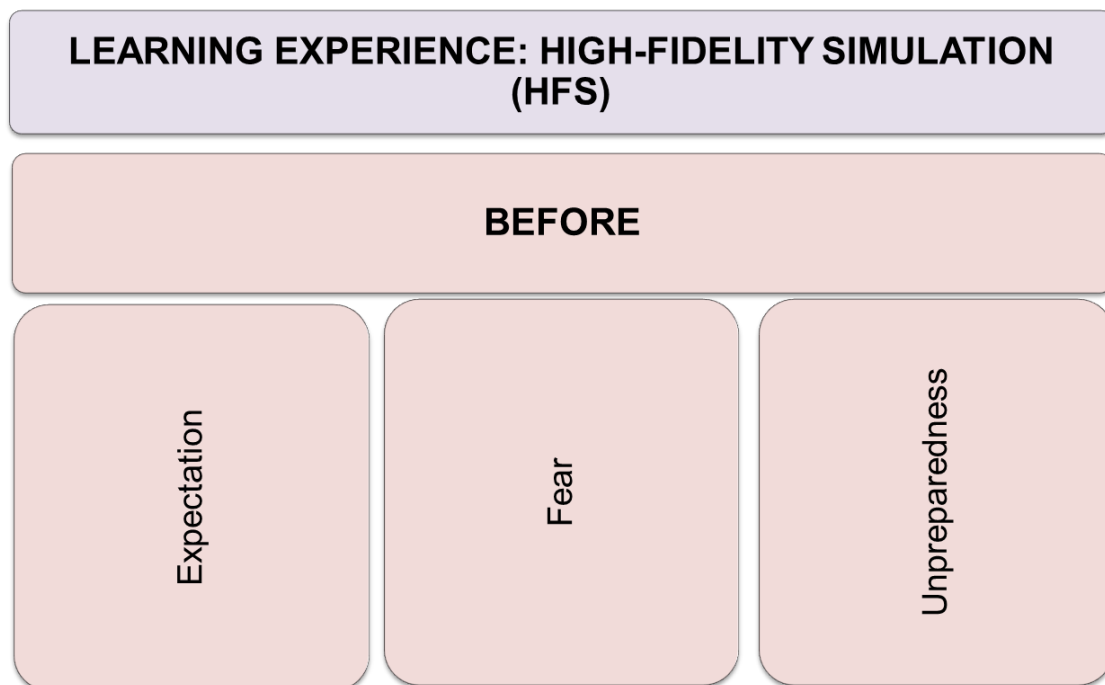 LEARNING EXPERIENCE: HIGH-FIDELITY SIMULATION
(HFS)
BEFORE
Expectation
Fear
Unpreparedness